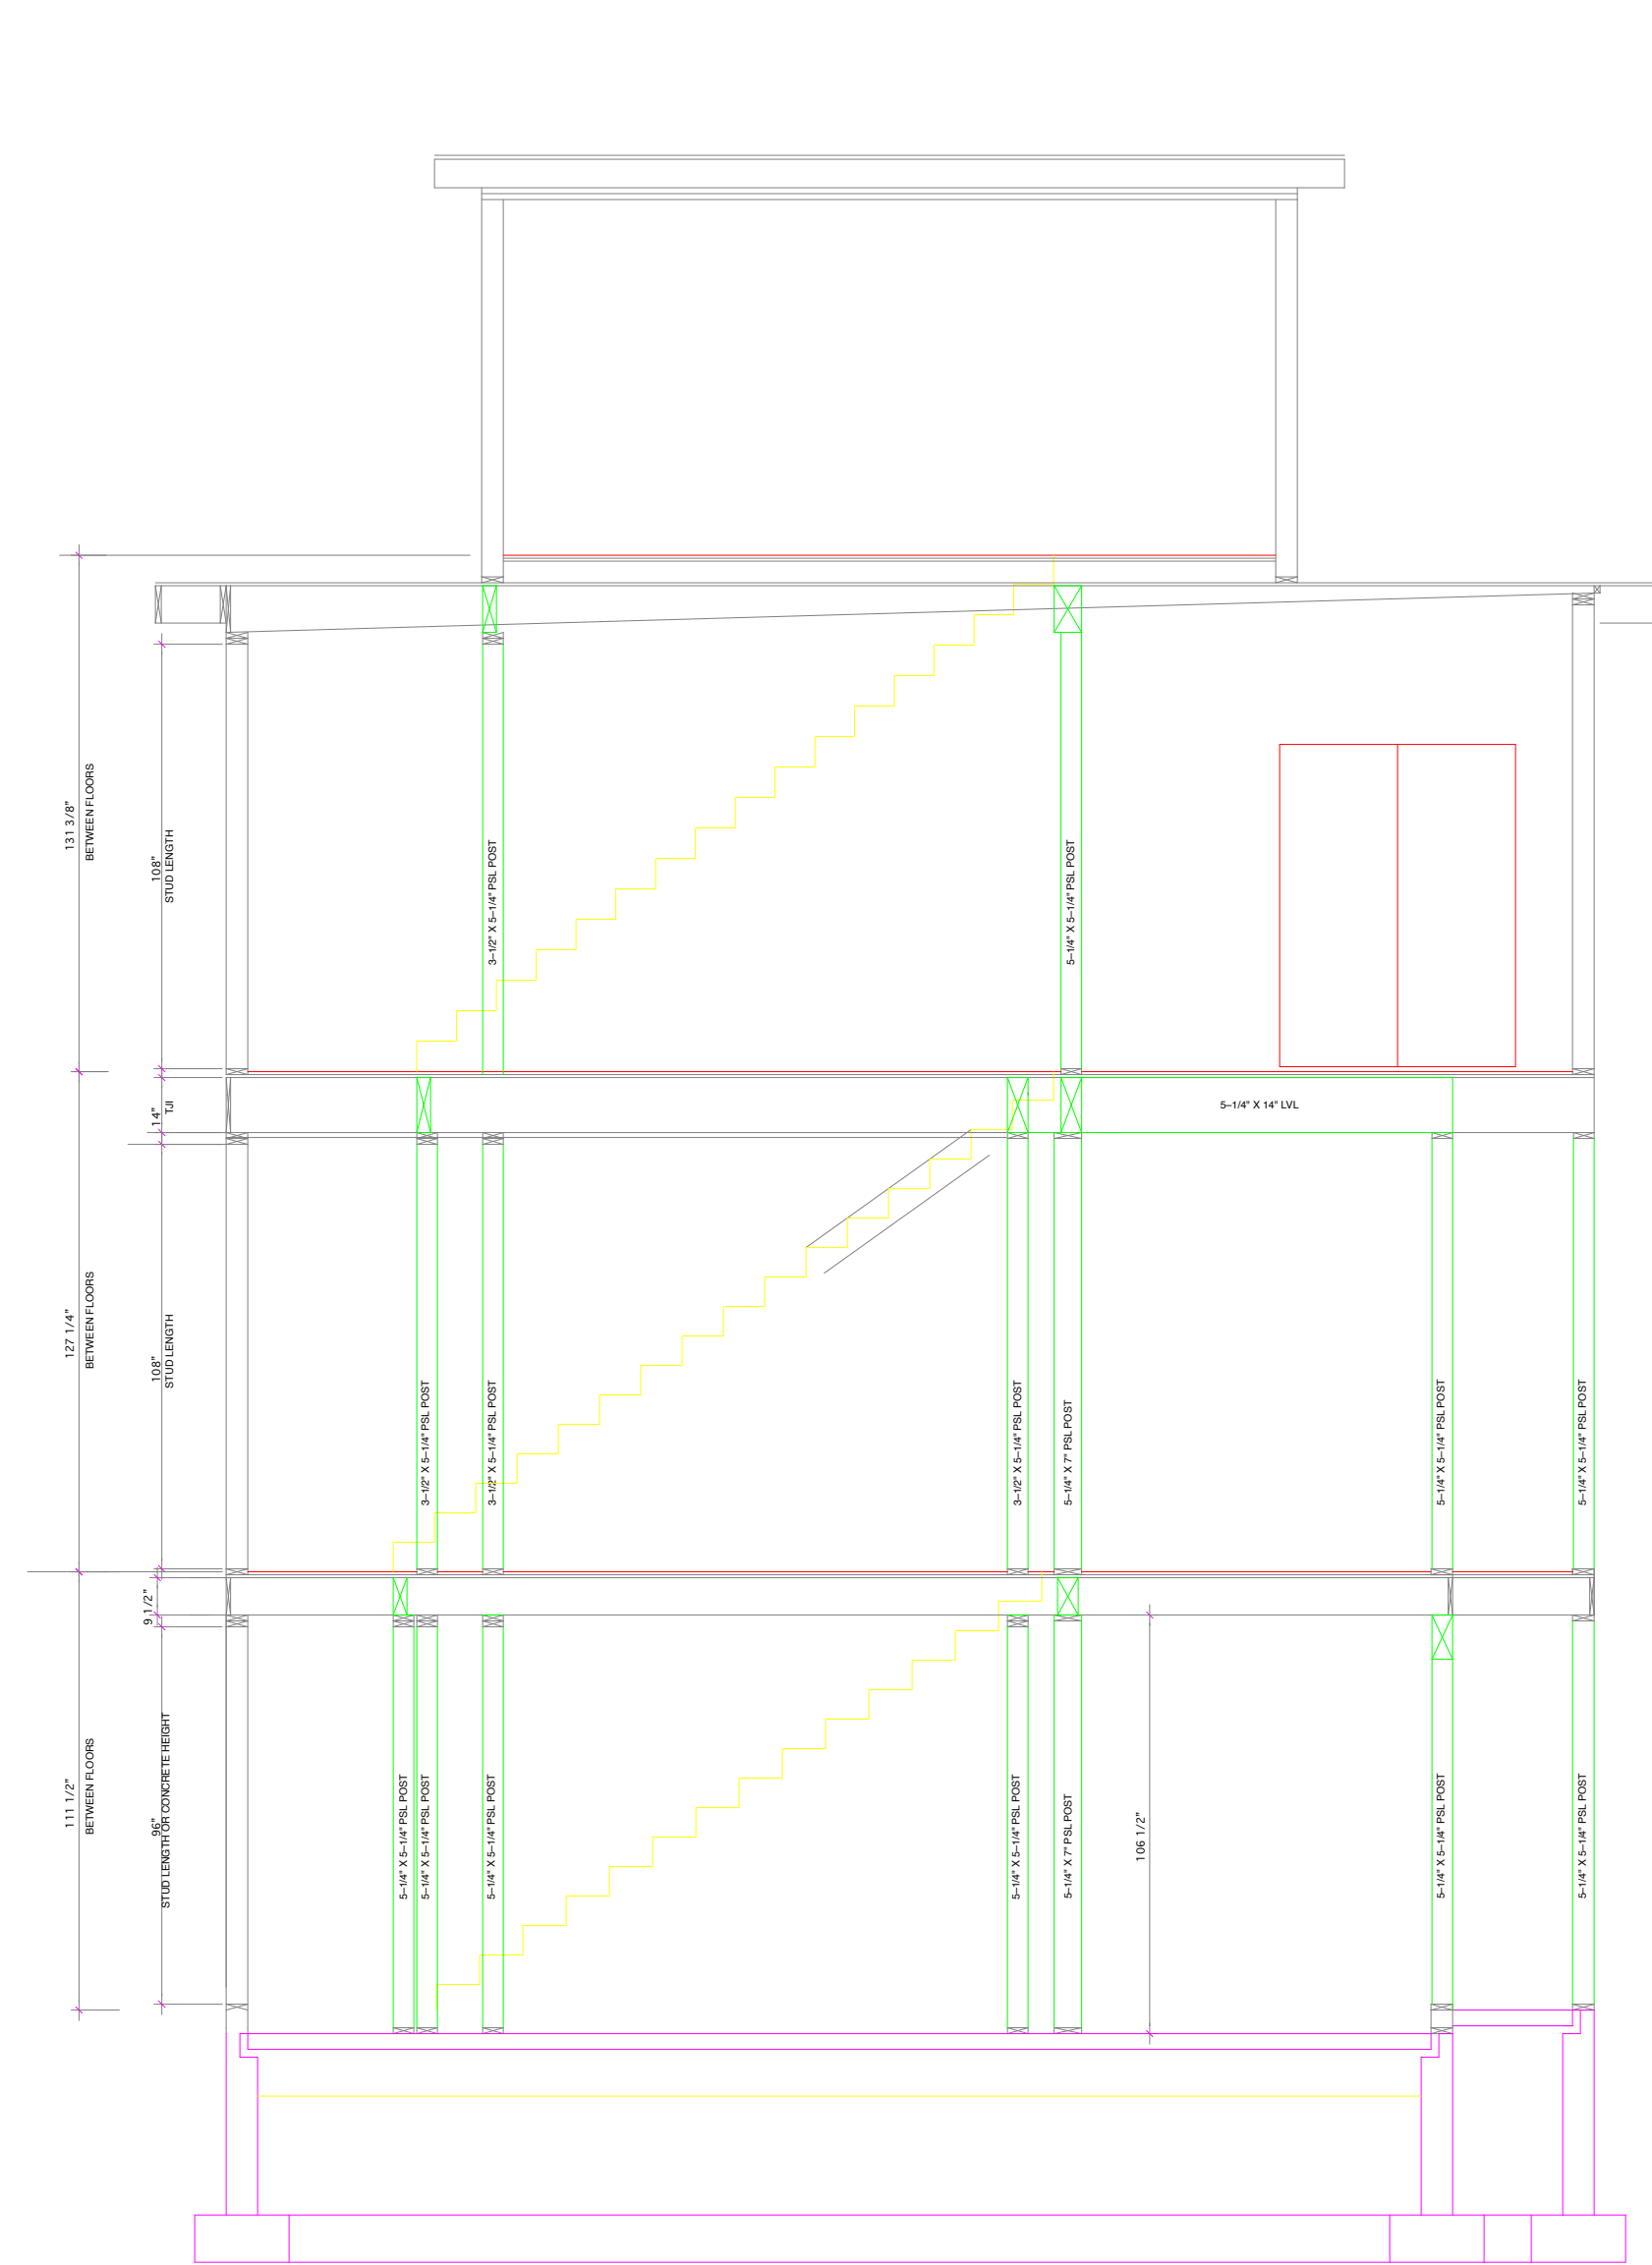 131 3/8"
BETWEEN FLOORS
108"
STUD LENGTH
3–1/2" X 5–1/4" PSL POST
5–1/4" X 5–1/4" PSL POST
14"
TJI
5–1/4" X 14" LVL
127 1/4"
BETWEEN FLOORS
108"
STUD LENGTH
3–1/2" X 5–1/4" PSL POST
3–1/2" X 5–1/4" PSL POST
3–1/2" X 5–1/4" PSL POST
5–1/4" X 7" PSL POST
5–1/4" X 5–1/4" PSL POST
5–1/4" X 5–1/4" PSL POST
9 1/2"
111 1/2"
BETWEEN FLOORS
96"
STUD LENGTH OR CONCRETE HEIGHT
5–1/4" X 5–1/4" PSL POST
5–1/4" X 5–1/4" PSL POST
5–1/4" X 5–1/4" PSL POST
5–1/4" X 5–1/4" PSL POST
5–1/4" X 7" PSL POST
106 1/2"
5–1/4" X 5–1/4" PSL POST
5–1/4" X 5–1/4" PSL POST